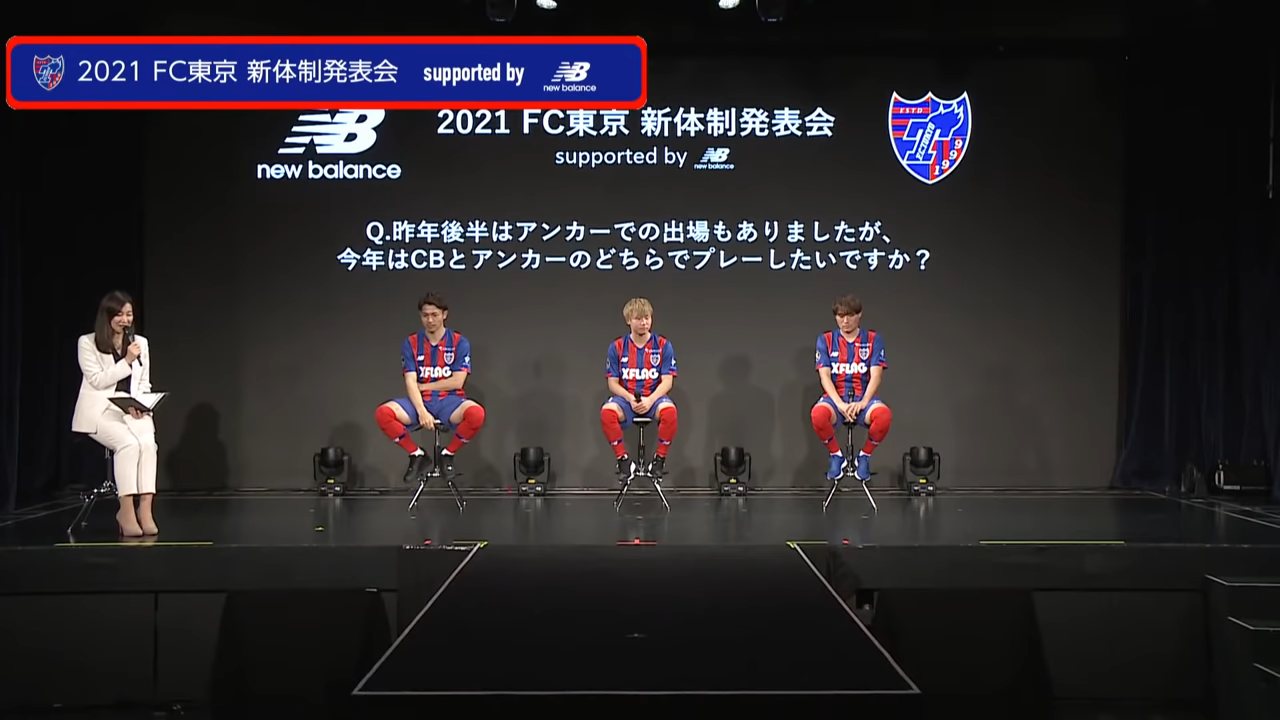 2021 FC東京 新体制発表会 supported by new balance
2021 FC東京 新体制発表会
supported by new balance
new balance
ESTD
FC TOKYO
1999
Q.昨年後半はアンカーでの出場もありましたが、
今年はCBとアンカーのどちらでプレーしたいですか？
XFLAG
XFLAG
XFLAG